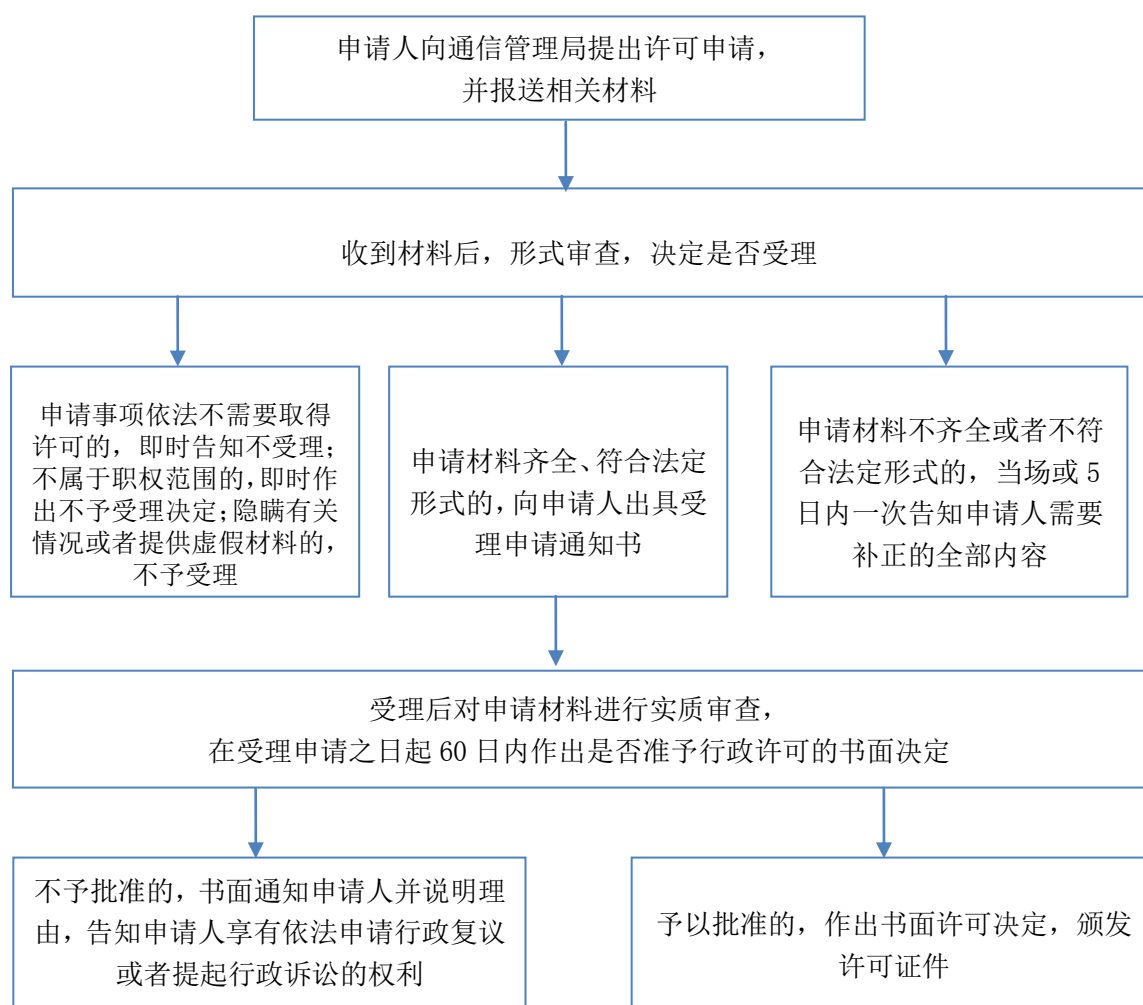 申请人向通信管理局提出许可申请，
并报送相关材料
收到材料后，形式审查，决定是否受理
申请事项依法不需要取得
许可的，即时告知不受理；
不属于职权范围的，即时作
出不予受理决定；隐瞒有关
情况或者提供虚假材料的，
不予受理
申请材料齐全、符合法定
形式的，向申请人出具受
理申请通知书
申请材料不齐全或者不符
合法定形式的，当场或 5
日内一次告知申请人需要
补正的全部内容
受理后对申请材料进行实质审查，
在受理申请之日起 60 日内作出是否准予行政许可的书面决定
不予批准的，书面通知申请人并说明理
由，告知申请人享有依法申请行政复议
或者提起行政诉讼的权利
予以批准的，作出书面许可决定，颁发
许可证件